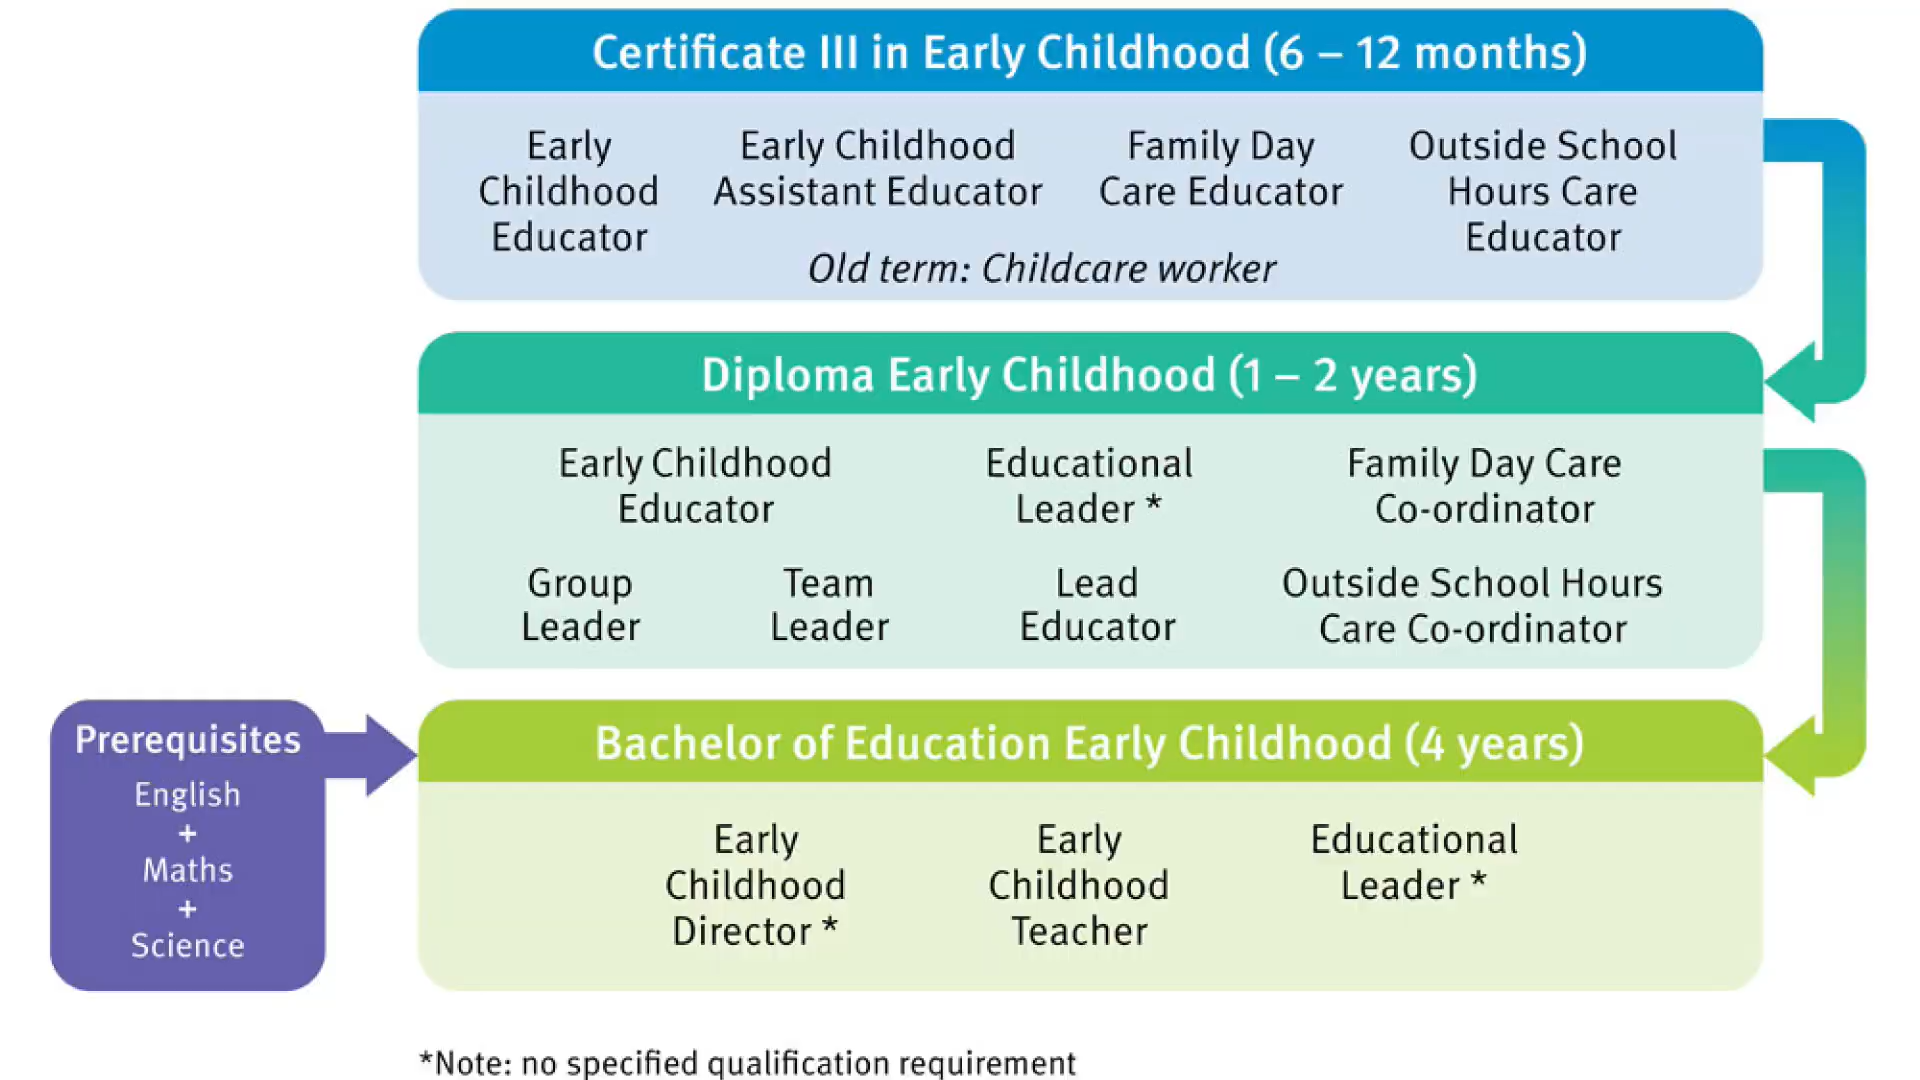 Certificate III in Early Childhood (6 – 12 months)
Early
Childhood
Educator
Early Childhood
Assistant Educator
Family Day
Care Educator
Outside School
Hours Care
Educator
Old term: Childcare worker
Diploma Early Childhood (1 – 2 years)
Early Childhood
Educator
Educational
Leader *
Family Day Care
Co-ordinator
Group
Leader
Team
Leader
Lead
Educator
Outside School Hours
Care Co-ordinator
Prerequisites
English
+
Maths
+
Science
Bachelor of Education Early Childhood (4 years)
Early
Childhood
Director *
Early
Childhood
Teacher
Educational
Leader *
*Note: no specified qualification requirement